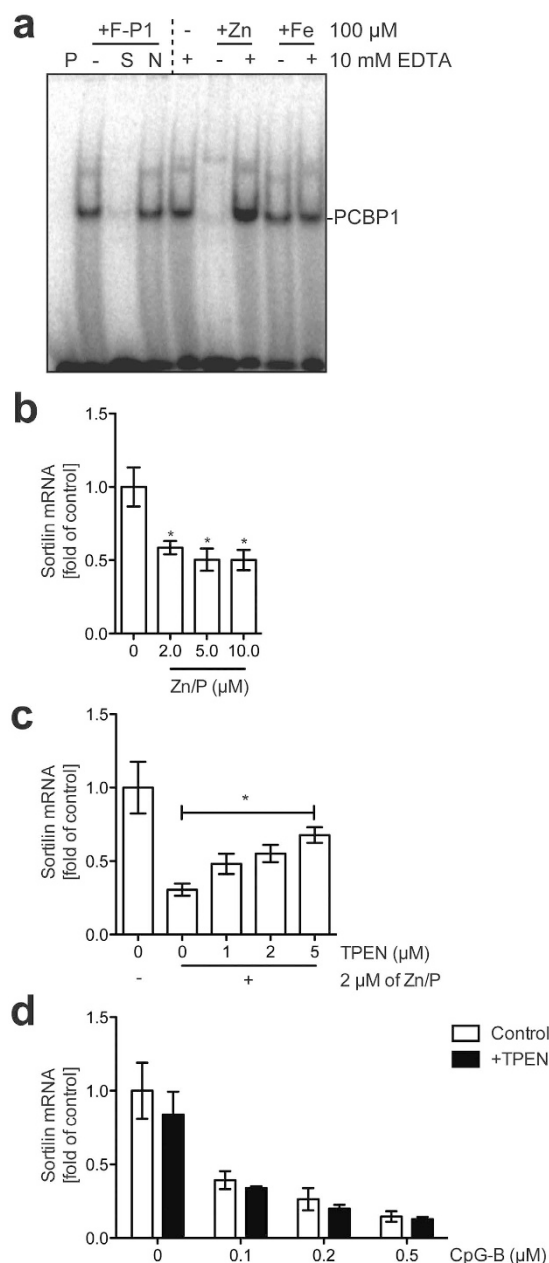 a
+F-P1 - +Zn +Fe 100 µM
P - S N + - + - + 10 mM EDTA
-PCBP1
b
Sortilin mRNA
[fold of control]
1.5
1.0
0.5
0.0
0 2.0 5.0 10.0
* * *
Zn/P (µM)
c
Sortilin mRNA
[fold of control]
1.5
1.0
0.5
0.0
*
0 0 1 2 5 TPEN (µM)
- + 2 µM of Zn/P
d
Sortilin mRNA
[fold of control]
1.5
1.0
0.5
0.0
Control
+TPEN
0 0.1 0.2 0.5 CpG-B (µM)